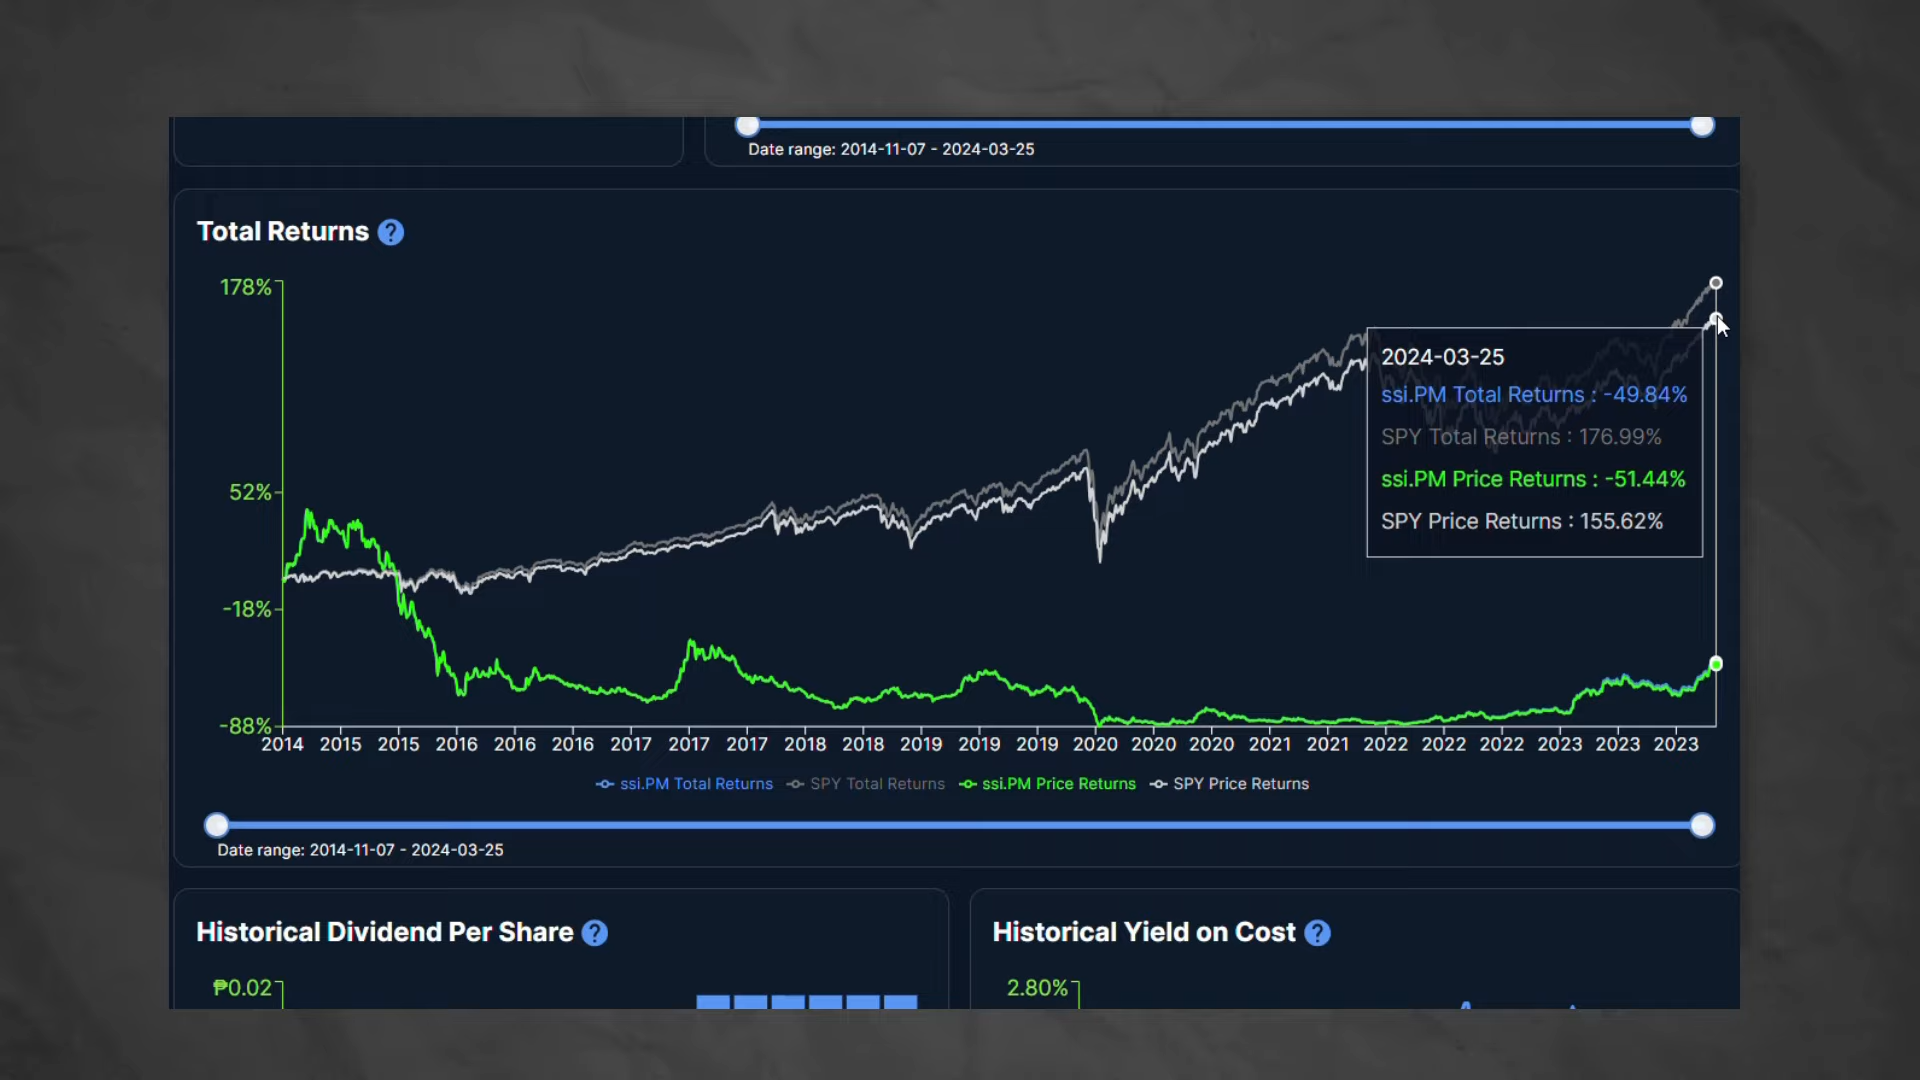 Date range: 2014-11-07 - 2024-03-25
Total Returns ?
178%
52%
-18%
-88%
2024-03-25
ssi.PM Total Returns : -49.84%
SPY Total Returns : 176.99%
ssi.PM Price Returns : -51.44%
SPY Price Returns : 155.62%
2014 2015 2015 2016 2016 2016 2017 2017 2017 2018 2018 2019 2019 2019 2020 2020 2020 2021 2021 2022 2022 2022 2023 2023 2023
ssi.PM Total Returns SPY Total Returns ssi.PM Price Returns SPY Price Returns
Date range: 2014-11-07 - 2024-03-25
Historical Dividend Per Share ?
₱0.02
Historical Yield on Cost ?
2.80%